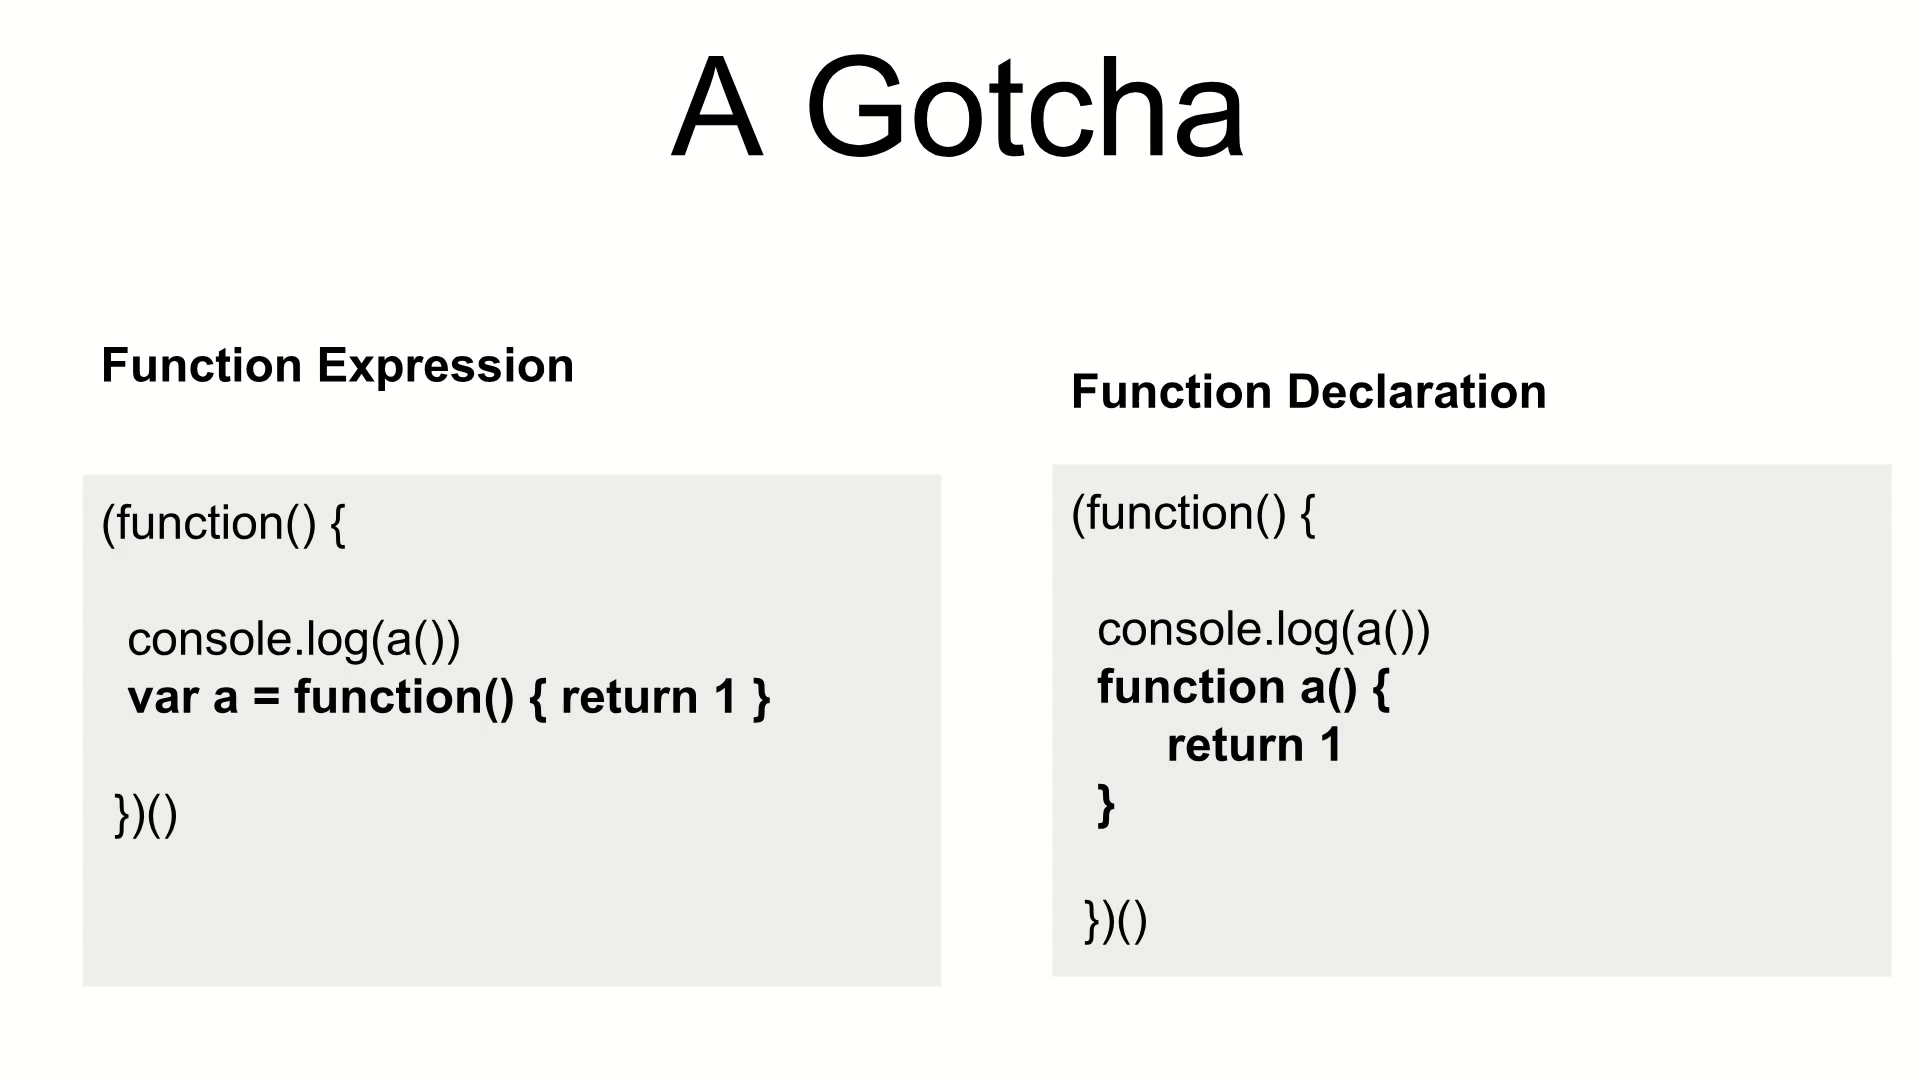 A Gotcha
Function Expression
(function() {
console.log(a())
var a = function() { return 1 }
})()
Function Declaration
(function() {
console.log(a())
function a() {
return 1
}
})()